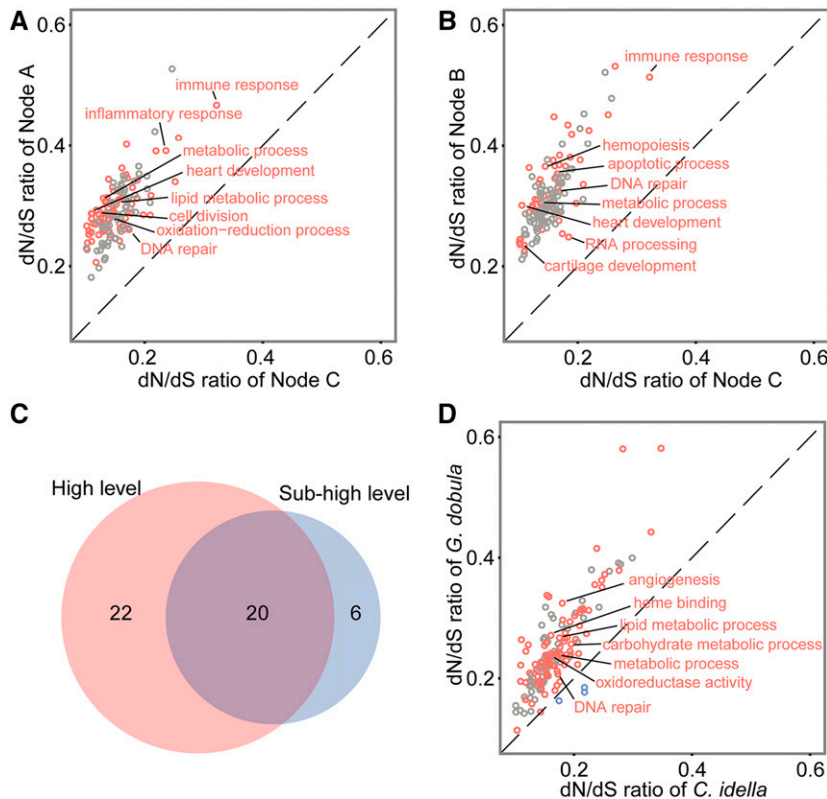 A
dN/dS ratio of Node A
0.6
0.4
0.2
immune response
inflammatory response
metabolic process
heart development
lipid metabolic process
cell division
oxidation−reduction process
DNA repair
0.2 0.4 0.6
dN/dS ratio of Node C
B
dN/dS ratio of Node B
0.6
0.4
0.2
immune response
hemopoiesis
apoptotic process
DNA repair
metabolic process
heart development
RNA processing
cartilage development
0.2 0.4 0.6
dN/dS ratio of Node C
C
High level
Sub-high level
22 20 6
D
dN/dS ratio of G. dobula
0.6
0.4
0.2
angiogenesis
heme binding
lipid metabolic process
carbohydrate metabolic process
metabolic process
oxidoreductase activity
DNA repair
0.2 0.4 0.6
dN/dS ratio of C. idella